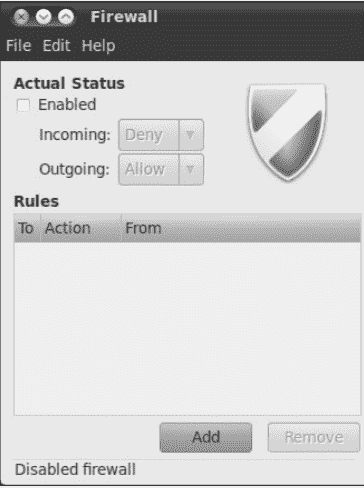 Firewall
File Edit Help
Actual Status
Enabled
Incoming: Deny
Outgoing: Allow
Rules
To Action From
Add Remove
Disabled firewall